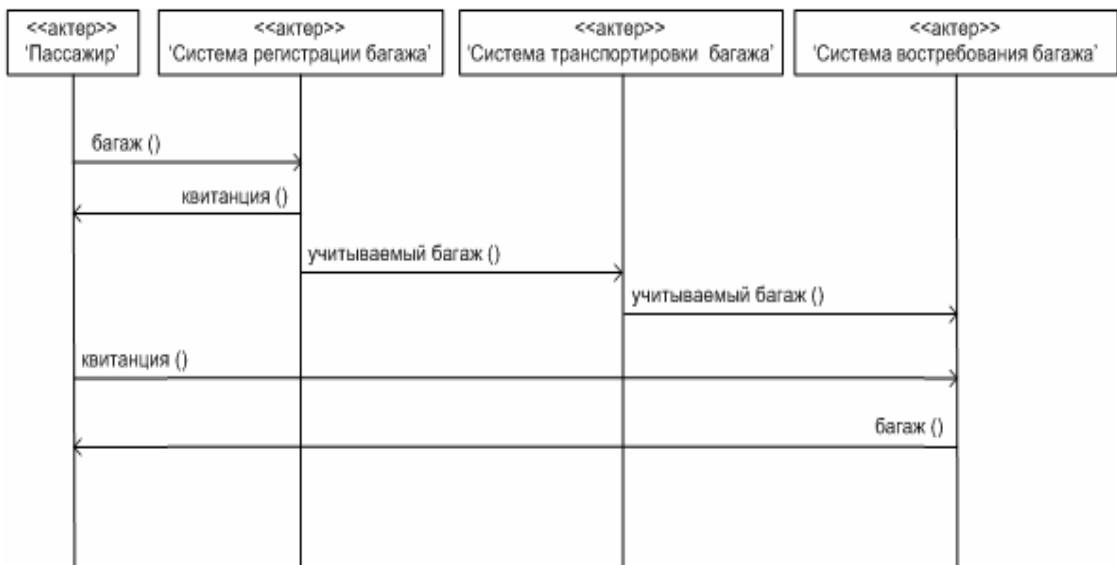 <<актер>>
‘Пассажир’
<<актер>>
‘Система регистрации багажа’
<<актер>>
‘Система транспортировки багажа’
<<актер>>
‘Система востребования багажа’
багаж ()
квитанция ()
учитываемый багаж ()
учитываемый багаж ()
квитанция ()
багаж ()